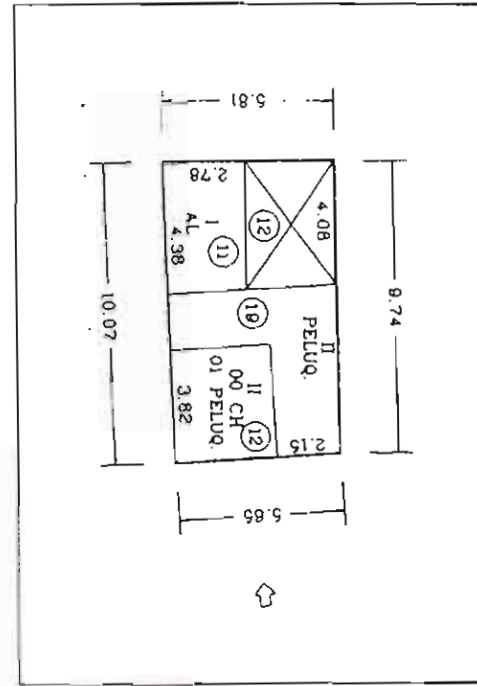 5.81
2.78
I
AL
4.38
11
12
4.08
10.07
9.74
19
II
PELUQ.
II
00 CH
01 PELUQ.
12
3.82
2.15
5.65